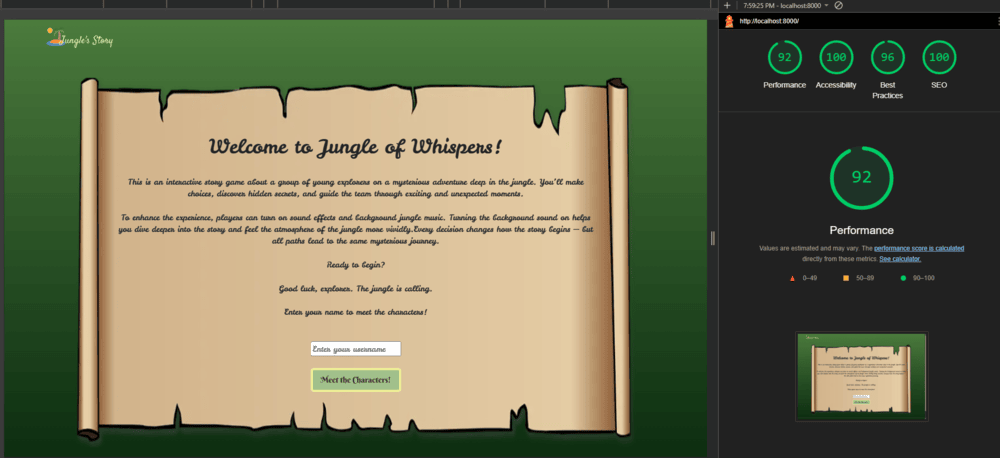 7:59:25 PM - localhost:8000
http://localhost:8000/
Jungle's Story
Welcome to Jungle of Whispers!
This is an interactive story game about a group of young explorers on a mysterious adventure deep in the jungle. You'll make
choices, discover hidden secrets, and guide the team through exciting and unexpected moments.
To enhance the experience, players can turn on sound effects and background jungle music. Turning the background sound on helps
you dive deeper into the story and feel the atmosphere of the jungle more vividly.Every decision changes how the story begins — but
all paths lead to the same mysterious journey.
Ready to begin?
Good luck, explorer. The jungle is calling.
Enter your name to meet the characters!
Enter your username
Meet the Characters!
92 100 96 100
Performance Accessibility Best SEO
Practices
92
Performance
Values are estimated and may vary. The performance score is calculated
directly from these metrics. See calculator.
0–49 50–89 90–100
Welcome to Jungle of Whispers!